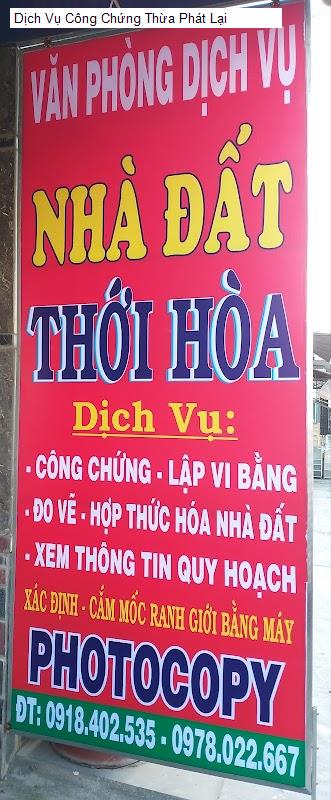 Dịch Vụ Công Chứng Thừa Phát Lại
VĂN PHÒNG DỊCH VỤ
NHÀ ĐẤT
THỚI HÒA
Dịch Vụ:
- CÔNG CHỨNG - LẬP VI BẰNG
- ĐO VẼ - HỢP THỨC HÓA NHÀ ĐẤT
- XEM THÔNG TIN QUY HOẠCH
XÁC ĐỊNH - CẮM MỐC RANH GIỚI BẰNG MÁY
PHOTOCOPY
ĐT: 0918.402.535 - 0978.022.667